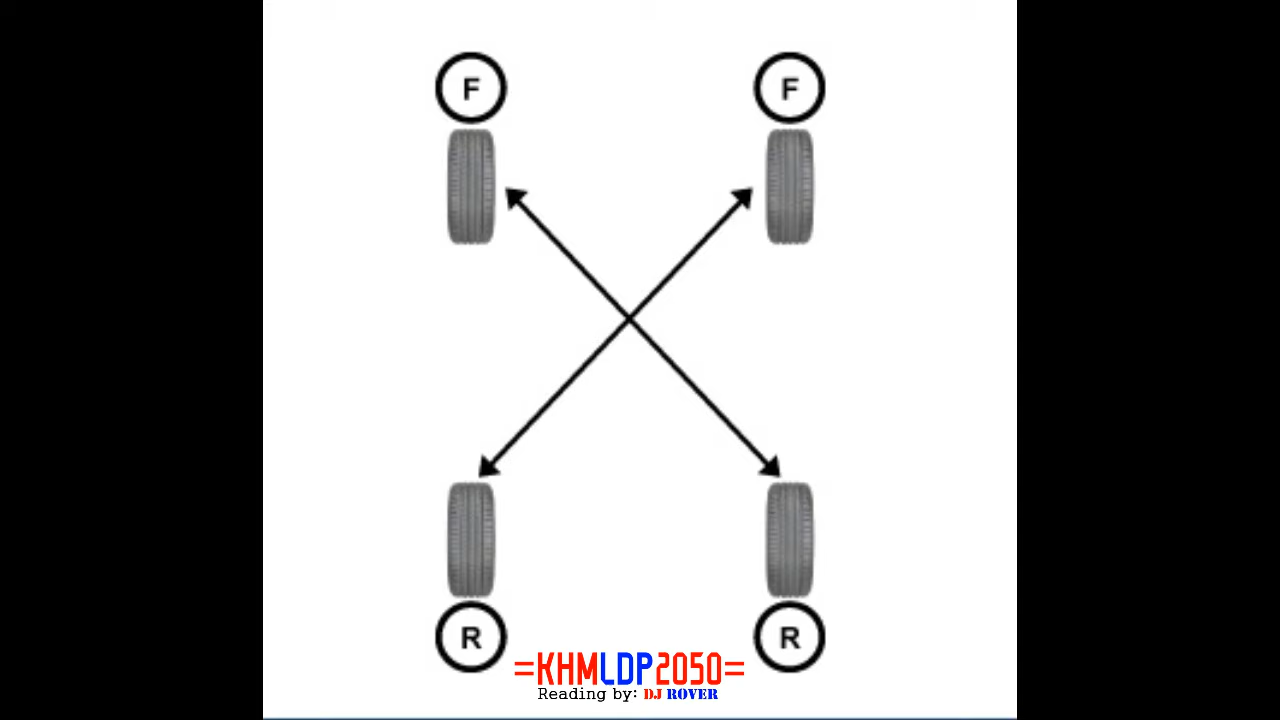 F F
R R
=KHMLDP2050=
Reading by: DJ ROVER